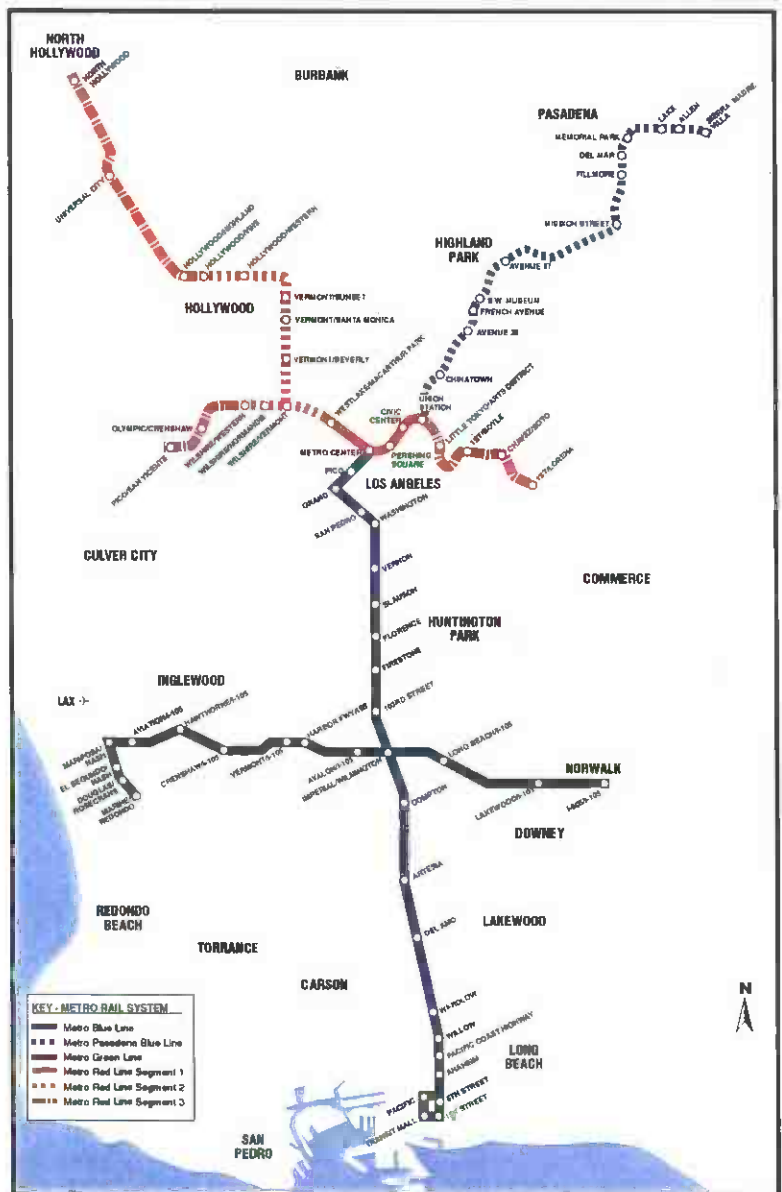 NORTH
HOLLYWOOD
NORTH
HOLLYWOOD
BURBANK
PASADENA
LAKE
ALLEN
SIERRA MADRE
VILLA
MEMORIAL PARK
DEL MAR
FILLMORE
MISSION STREET
UNIVERSAL CITY
HIGHLAND
PARK
AVENUE 57
HOLLYWOOD/HIGHLAND
HOLLYWOOD/VINE
HOLLYWOOD/WESTERN
HOLLYWOOD
VERMONT/SUNSET
VERMONT/SANTA MONICA
VERMONT/BEVERLY
S.W. MUSEUM
FRENCH AVENUE
AVENUE 26
CHINATOWN
WESTLAKE/MACARTHUR PARK
UNION
STATION
CIVIC
CENTER
LITTLE TOKYO/ARTS DISTRICT
1ST/BOYLE
CHAVEZ/SOTO
1ST/LORENA
OLYMPIC/CRENSHAW
PICO/SAN VICENTE
WILSHIRE/WESTERN
WILSHIRE/NORMANDIE
WILSHIRE/VERMONT
METRO CENTER
PERSHING
SQUARE
PICO
LOS ANGELES
GRAND
SAN PEDRO
WASHINGTON
CULVER CITY
VERNON
COMMERCE
SLAUSON
HUNTINGTON
PARK
FLORENCE
FIRESTONE
INGLEWOOD
LAX
103RD STREET
AVIATION/I-105
HAWTHORNE/I-105
CRENSHAW/I-105
VERMONT/I-105
HARBOR FWY/I-105
AVALON/I-105
IMPERIAL/WILMINGTON
LONG BEACH/I-105
NORWALK
LAKEWOOD/I-105
I-605/I-105
MARIPOSA/
NASH
EL SEGUNDO/
NASH
DOUGLAS/
ROSECRANS
MARINE/
REDONDO
COMPTON
DOWNEY
ARTESIA
REDONDO
BEACH
LAKEWOOD
DEL AMO
TORRANCE
CARSON
N
WARDLOW
WILLOW
PACIFIC COAST HIGHWAY
LONG
BEACH
ANAHEIM
5TH STREET
PACIFIC
1ST STREET
TRANSIT MALL
SAN
PEDRO
KEY - METRO RAIL SYSTEM
Metro Blue Line
Metro Pasadena Blue Line
Metro Green Line
Metro Red Line Segment 1
Metro Red Line Segment 2
Metro Red Line Segment 3